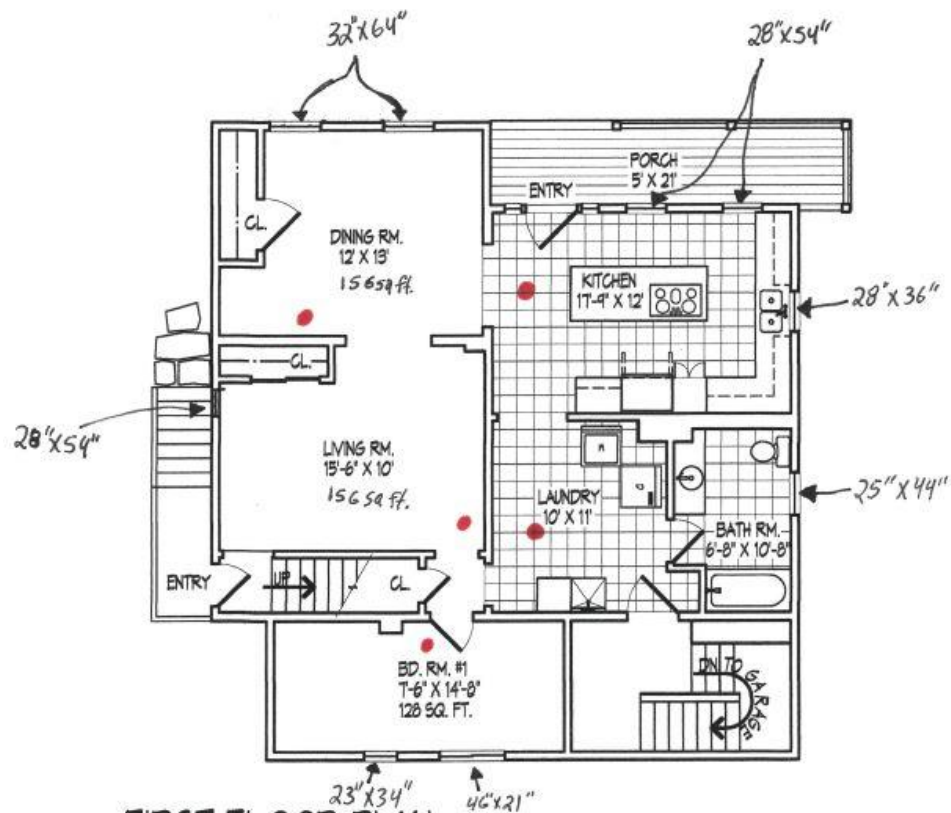 32"X64"
28"X54"
PORCH
5' X 21'
ENTRY
CL.
DINING RM.
12' X 13'
156 sq ft.
KITCHEN
17'-9" X 12'
28"X36"
CL.
28"X54"
LIVING RM.
15'-6" X 10'
156 sq ft.
LAUNDRY
10' X 11'
25"X44"
BATH RM.
6'-8" X 10'-8"
ENTRY
UP
CL.
BD. RM. #1
7'-6" X 14'-8"
128 SQ. FT.
DN TO GARAGE
23"X34"
46"X21"
FIRST FLOOR PLAN